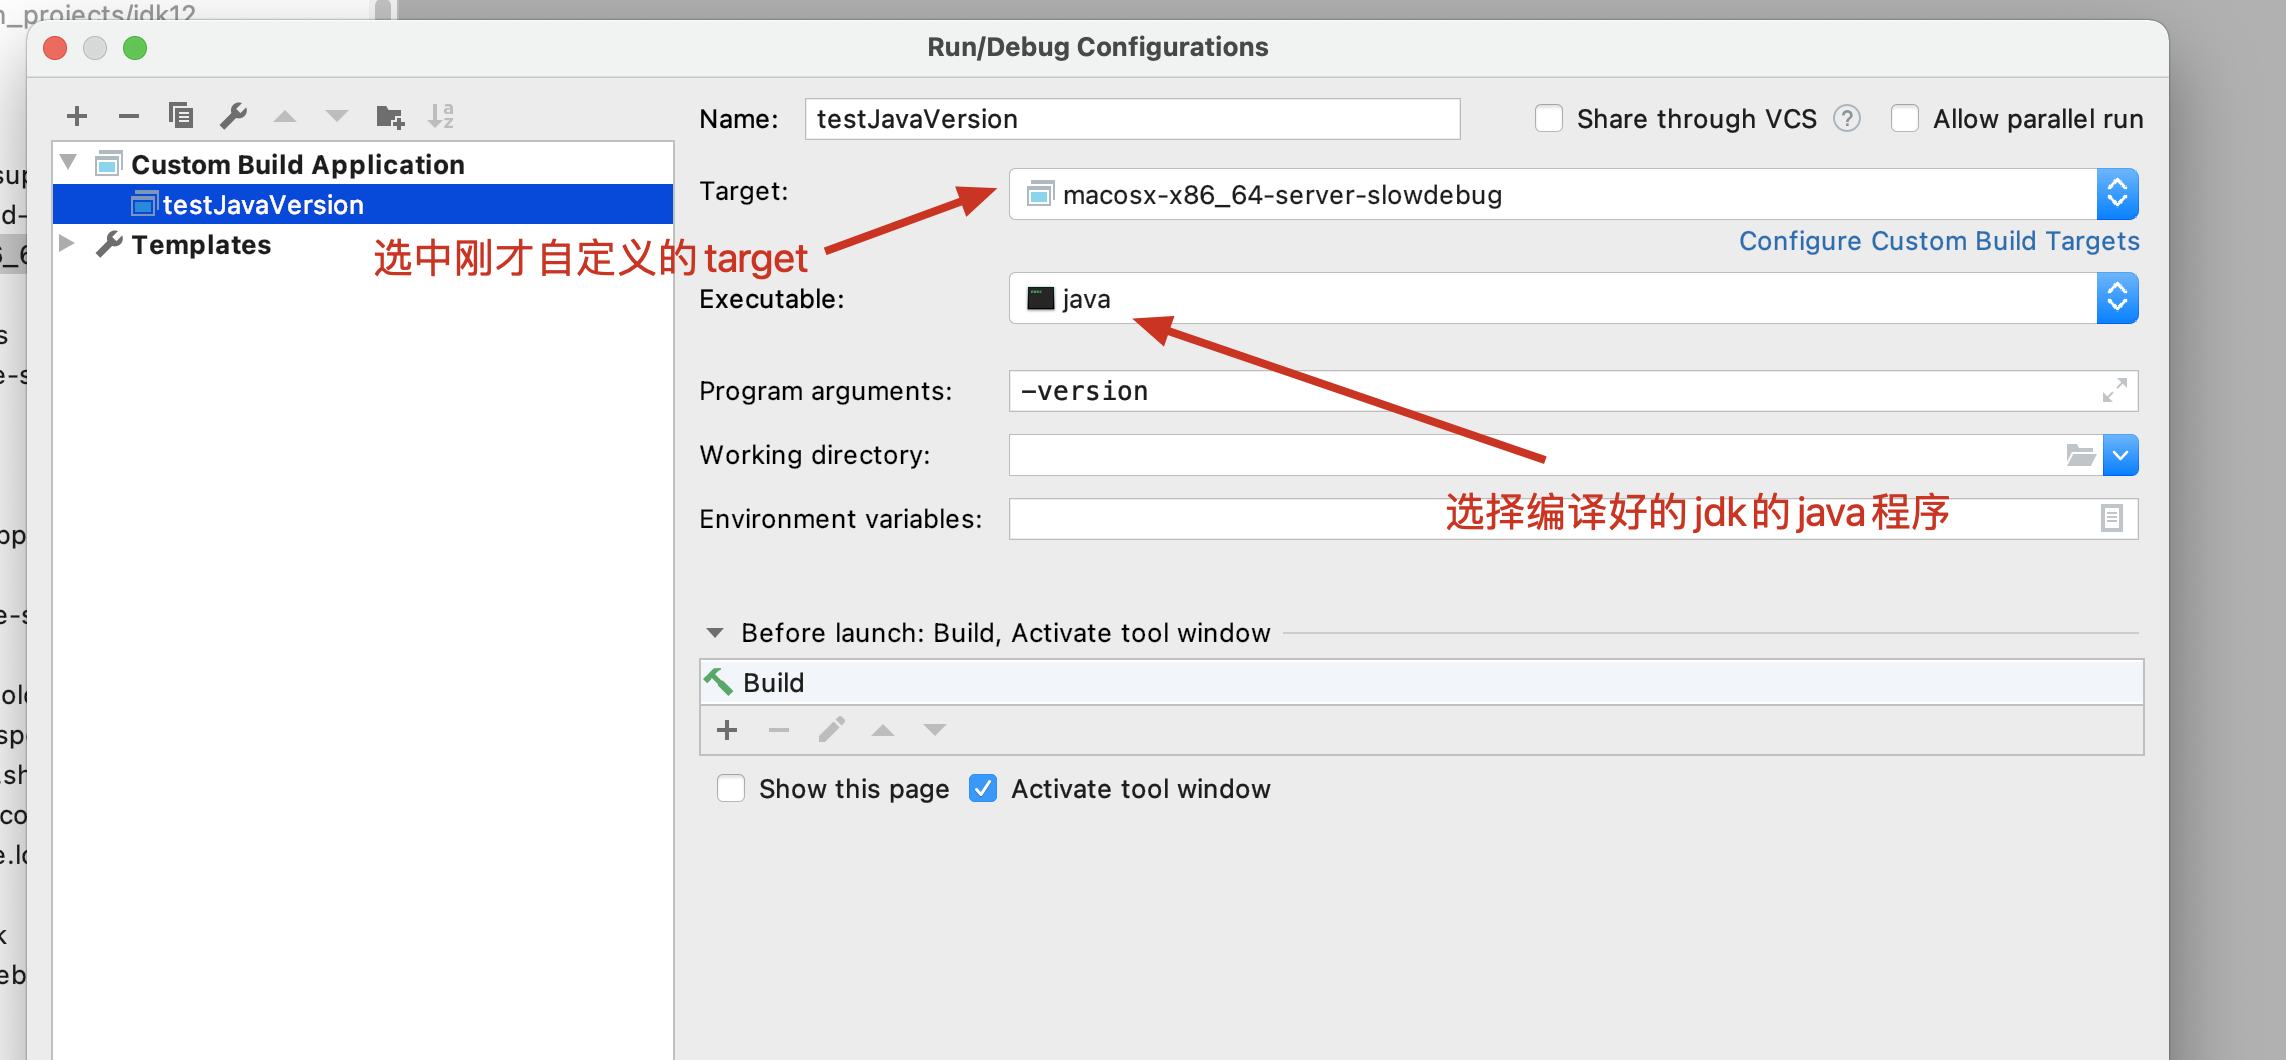 n_projects/jdk12
Run/Debug Configurations
Name: testJavaVersion
Share through VCS ? Allow parallel run
Custom Build Application
testJavaVersion
Templates
Target: macosx-x86_64-server-slowdebug
选中刚才自定义的target
Configure Custom Build Targets
Executable: java
Program arguments: -version
Working directory:
选择编译好的jdk的java程序
Environment variables:
Before launch: Build, Activate tool window
Build
Show this page Activate tool window